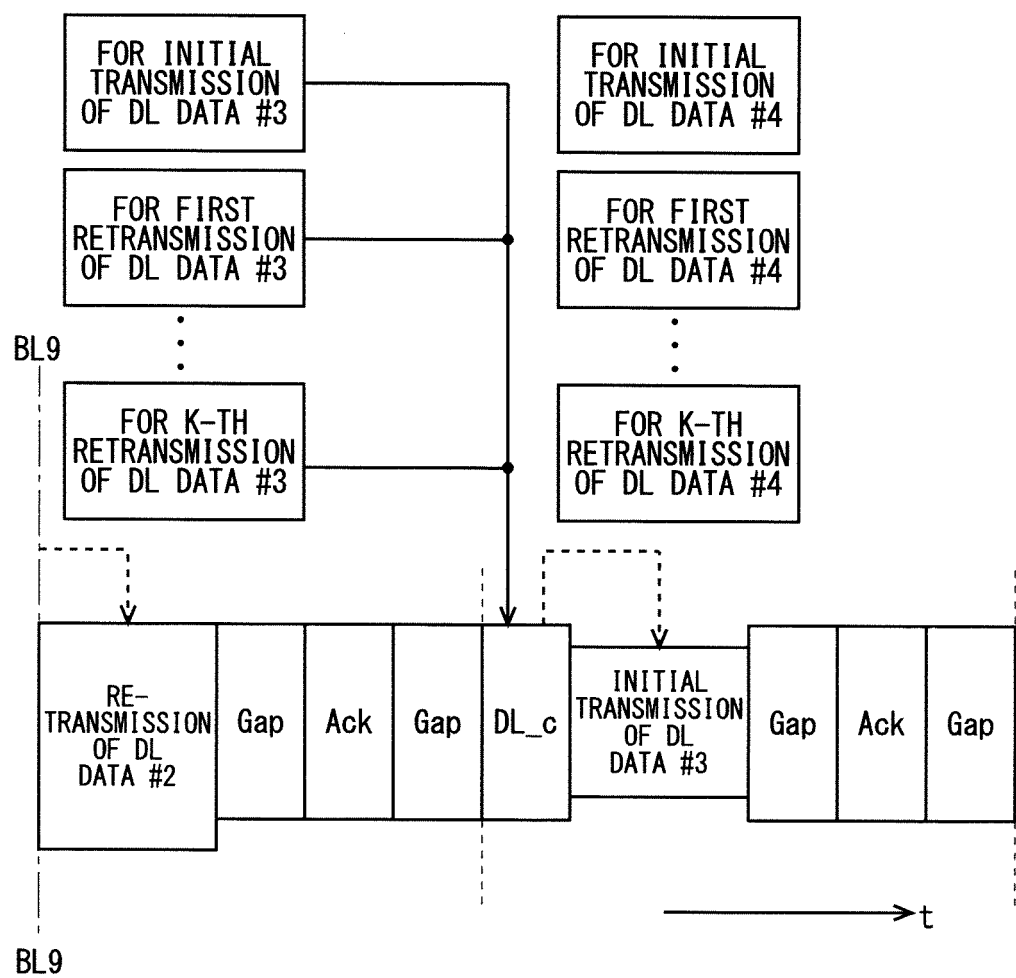 FOR INITIAL
TRANSMISSION
OF DL DATA #3
FOR INITIAL
TRANSMISSION
OF DL DATA #4
FOR FIRST
RETRANSMISSION
OF DL DATA #3
FOR FIRST
RETRANSMISSION
OF DL DATA #4
BL9
FOR K-TH
RETRANSMISSION
OF DL DATA #3
FOR K-TH
RETRANSMISSION
OF DL DATA #4
RE-
TRANSMISSION
OF DL
DATA #2
Gap
Ack
Gap
DL_c
INITIAL
TRANSMISSION
OF DL
DATA #3
Gap
Ack
Gap
t
BL9